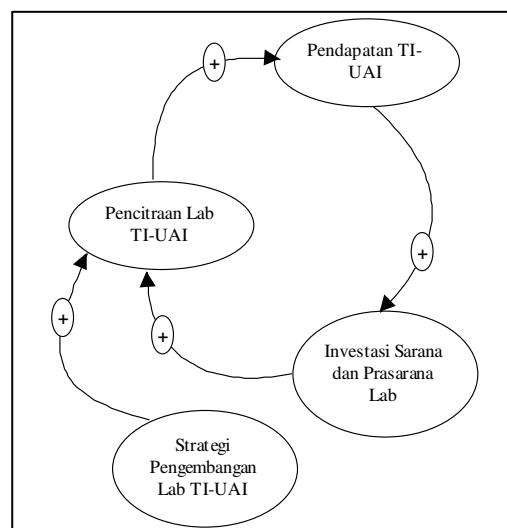 +
Pendapatan TI-
UAI
Pencitraan Lab
TI-UAI
+
+
+
Investasi Sarana
dan Prasarana
Lab
Strategi
Pengembangan
Lab TI-UAI